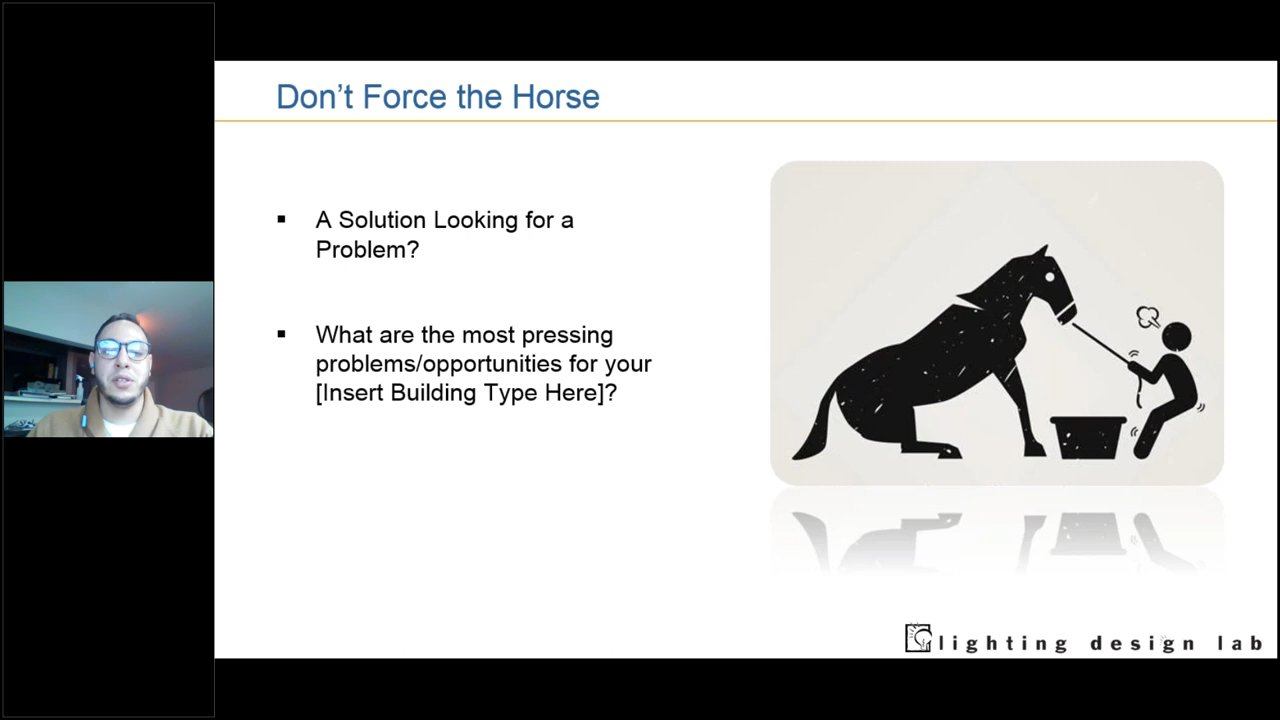 Don’t Force the Horse
▪ A Solution Looking for a
Problem?
▪ What are the most pressing
problems/opportunities for your
[Insert Building Type Here]?
lighting design lab